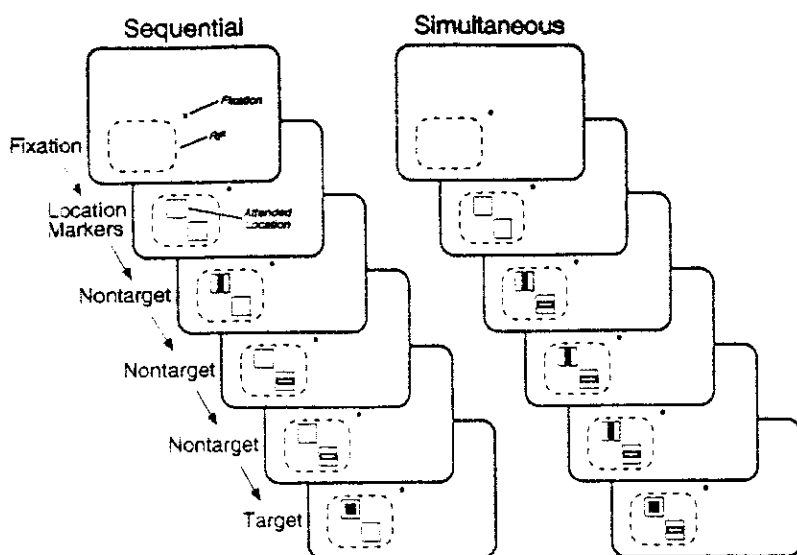 Sequential
Simultaneous
Fixation
RF
Fixation
Attended
Location
Location
Markers
Nontarget
Nontarget
Nontarget
Target